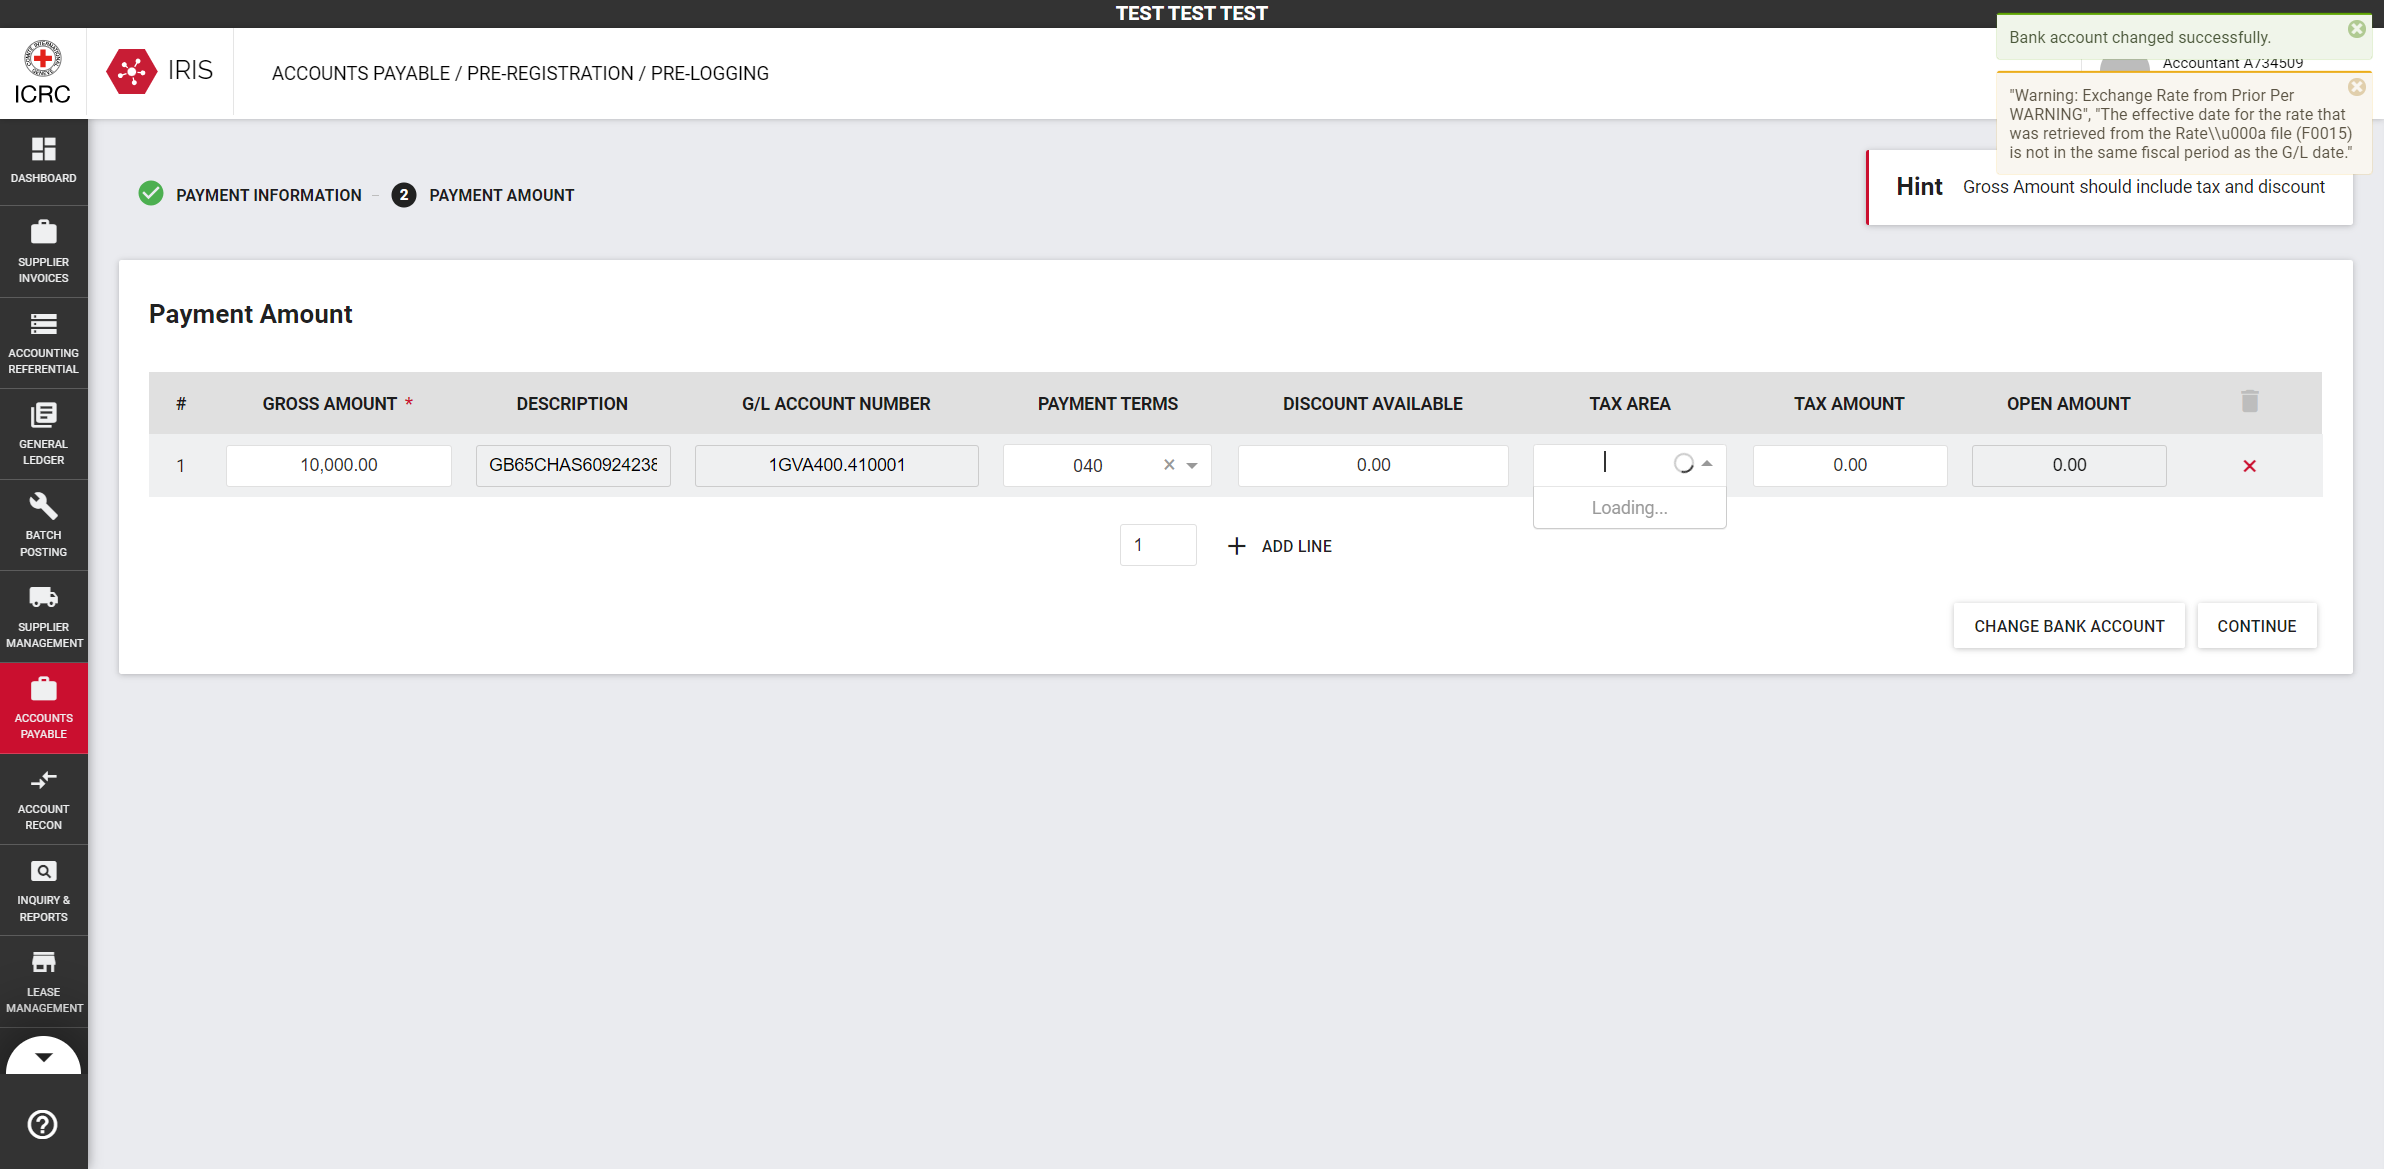 TEST TEST TEST
ICRC
IRIS
ACCOUNTS PAYABLE / PRE-REGISTRATION / PRE-LOGGING
Bank account changed successfully.
Accountant A734509
"Warning: Exchange Rate from Prior Per
WARNING", "The effective date for the rate that
was retrieved from the Rate\\u000a file (F0015)
is not in the same fiscal period as the G/L date."
Hint Gross Amount should include tax and discount
DASHBOARD
SUPPLIER
INVOICES
ACCOUNTING
REFERENTIAL
GENERAL
LEDGER
BATCH
POSTING
SUPPLIER
MANAGEMENT
ACCOUNTS
PAYABLE
ACCOUNT
RECON
INQUIRY &
REPORTS
LEASE
MANAGEMENT
PAYMENT INFORMATION – 2 PAYMENT AMOUNT
Payment Amount
# GROSS AMOUNT * DESCRIPTION G/L ACCOUNT NUMBER PAYMENT TERMS DISCOUNT AVAILABLE TAX AREA TAX AMOUNT OPEN AMOUNT
1 10,000.00 GB65CHAS60924238 1GVA400.410001 040 × 0.00 0.00 0.00
Loading...
1 + ADD LINE
CHANGE BANK ACCOUNT CONTINUE